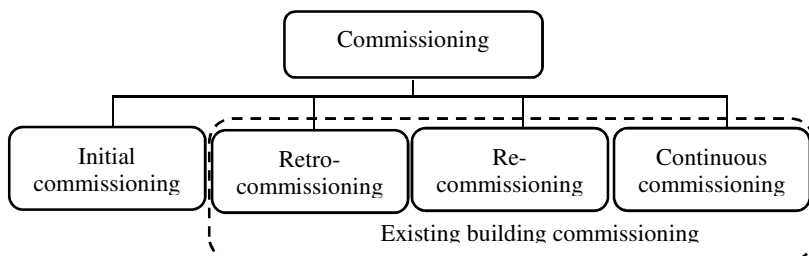 Commissioning
Initial
commissioning
Retro-
commissioning
Re-
commissioning
Continuous
commissioning
Existing building commissioning